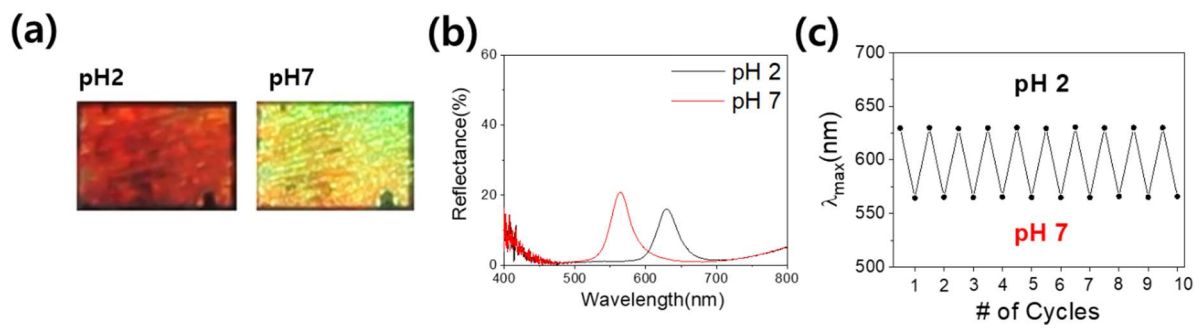 (a)
pH2 pH7
(b)
60
40
20
0
Reflectance(%)
pH 2
pH 7
400 500 600 700 800
Wavelength(nm)
(c)
700
650
600
550
500
λmax(nm)
pH 2
pH 7
1 2 3 4 5 6 7 8 9 10
# of Cycles